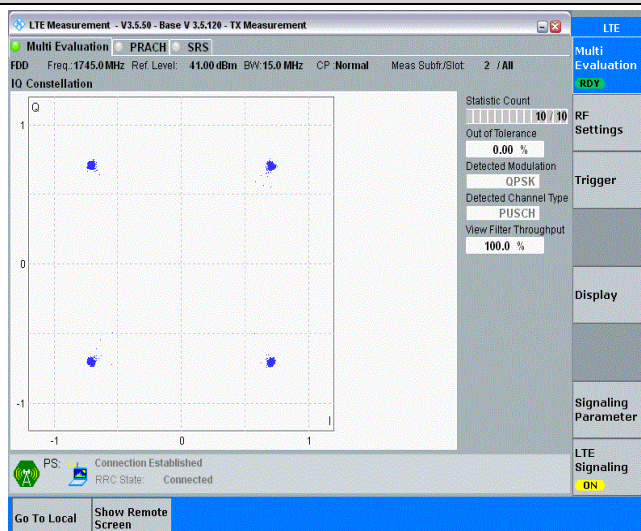 LTE Measurement - V3.5.50 - Base V 3.5.120 - TX Measurement
LTE
Multi Evaluation PRACH SRS
FDD Freq.:1745.0 MHz Ref. Level: 41.00 dBm BW:15.0 MHz CP :Normal Meas Subfr./Slot: 2 / All
IQ Constellation
Q
1
0
-1
-1 0 1
I
Statistic Count
10 / 10
Out of Tolerance
0.00 %
Detected Modulation
QPSK
Detected Channel Type
PUSCH
View Filter Throughput
100.0 %
PS: Connection Established
RRC State: Connected
Multi
Evaluation
RDY
RF
Settings
Trigger
Display
Signaling
Parameter
LTE
Signaling
ON
Go To Local
Show Remote
Screen